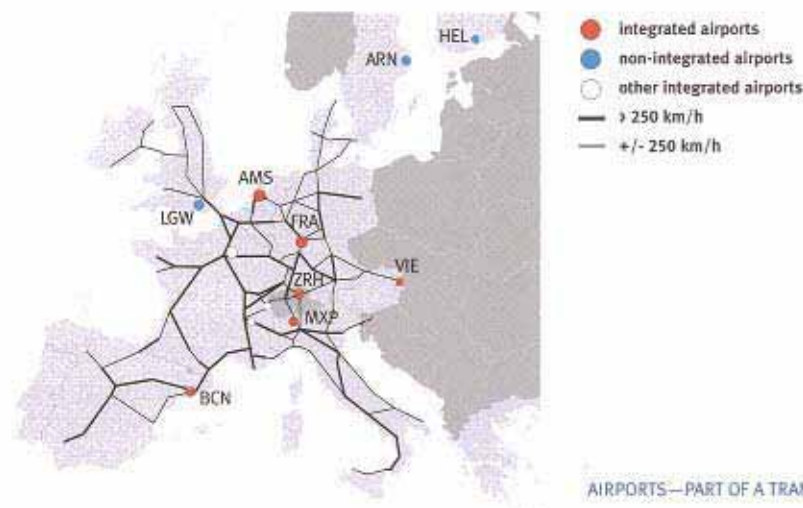 HEL
ARN
AMS
LGW
FRA
VIE
ZRH
MXP
BCN
integrated airports
non-integrated airports
other integrated airports
> 250 km/h
+/- 250 km/h
AIRPORTS—PART OF A TRAN